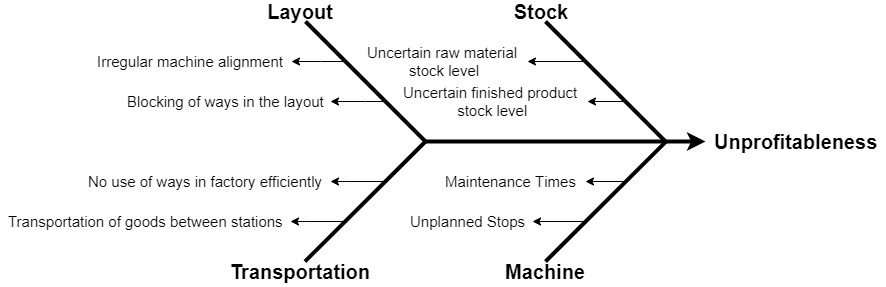 Layout
Stock
Irregular machine alignment
Uncertain raw material
stock level
Blocking of ways in the layout
Uncertain finished product
stock level
Unprofitableness
No use of ways in factory efficiently
Maintenance Times
Transportation of goods between stations
Unplanned Stops
Transportation
Machine